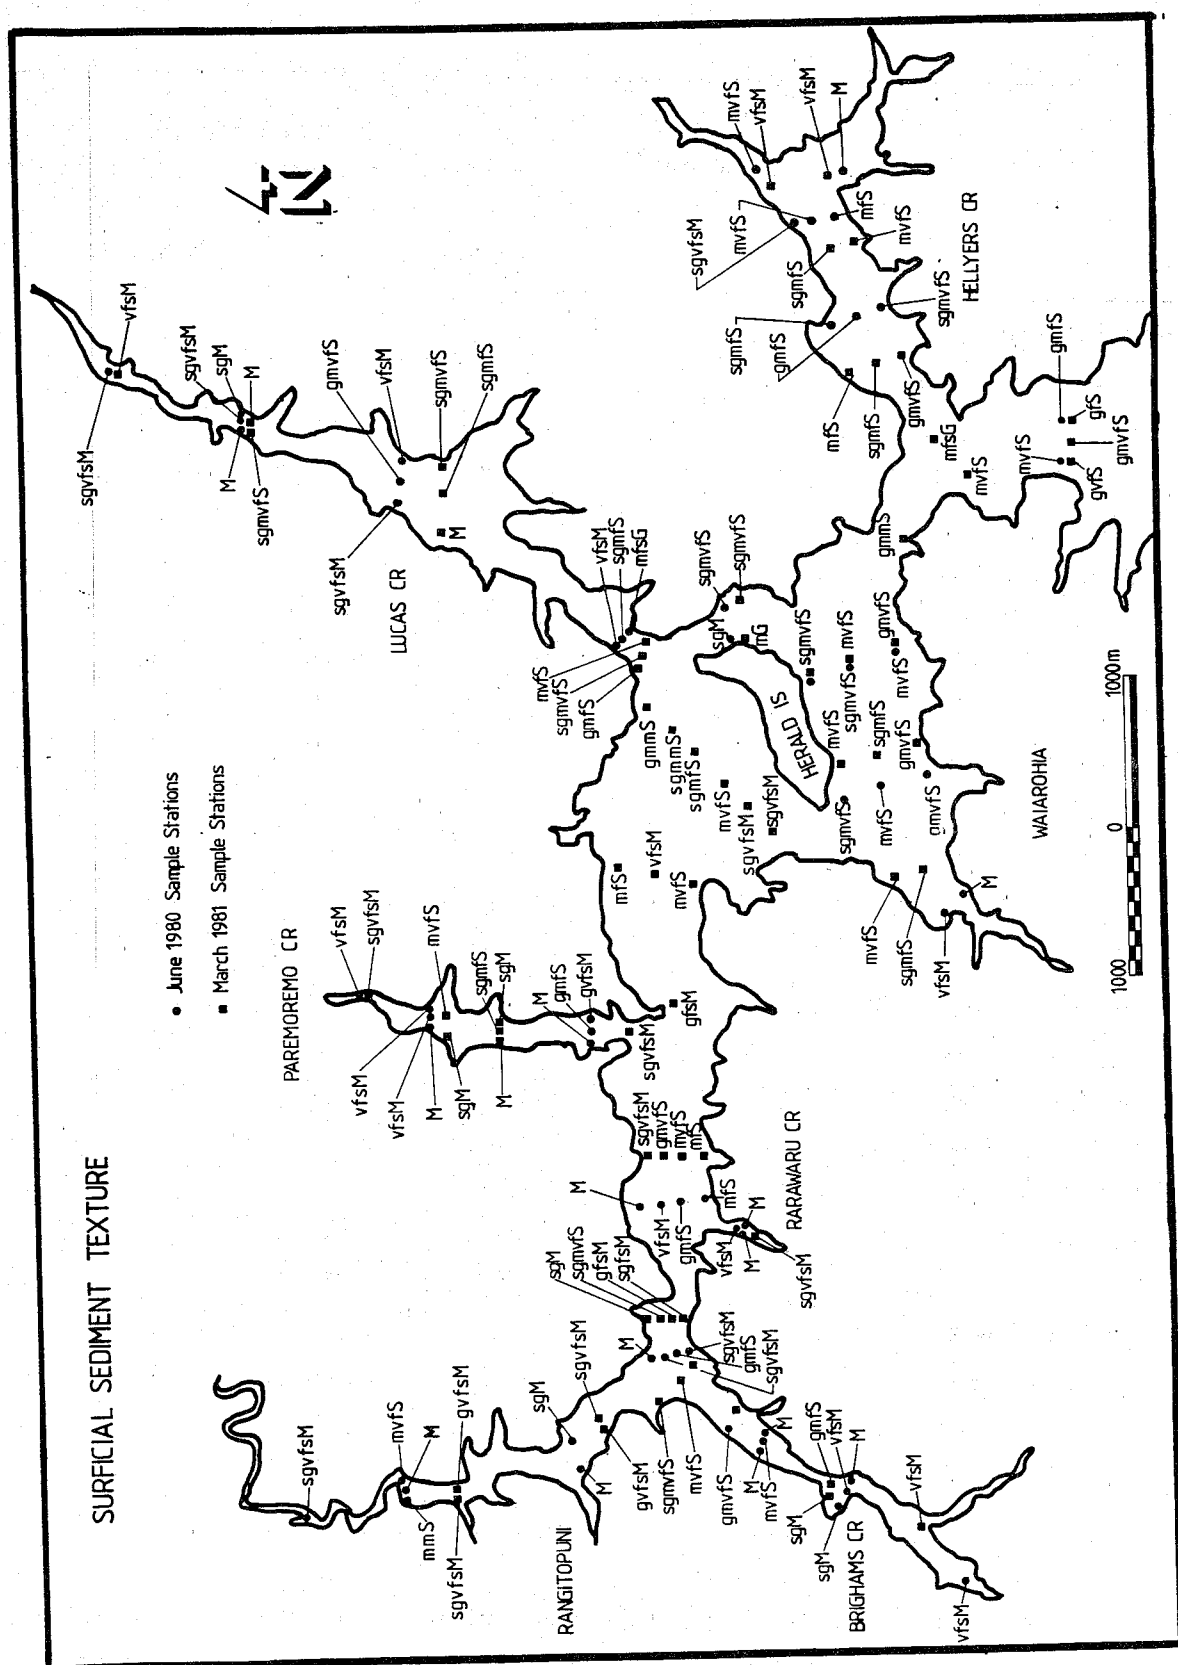 SURFICIAL SEDIMENT TEXTURE
June 1980 Sample Stations
March 1981 Sample Stations
N
RANGITOPUNI
sgvfsM
mvfS
M
mmS
gvfsM
sgvfsM
sgM
sgvfsM
M
gvfsM
sgmvfS
mvfS
BRIGHAMS CR
gmvfS
M
mvfS
M
gmfS
vfsM
M
sgM
sgM
vfsM
vfsM
sgM
sgmvfS
gfsM
sgfsM
M
sgvfsM
gmfS
sgvfsM
RARAWARU CR
M
vfsM
gmfS
mfS
sgvfsM
gmvfS
mvfS
mfS
vfsM
M
M
sgvfsM
PAREMOREMO CR
vfsM
sgvfsM
mvfS
vfsM
vfsM
M
sgM
sgmfS
sgM
M
M
gmfS
gvfsM
sgvfsM
gfsM
mfS
vfsM
mvfS
LUCAS CR
sgvfsM
vfsM
sgvfsM
sgM
M
M
sgmvfS
gmvfS
vfsM
sgmvfS
sgmfS
sgvfsM
M
vfsM
sgmfS
mfsG
mvfS
sgmvfS
gmfS
gmmS
sgmmS
sgmfS
mvfS
sgvfsM
sgvfsM
HERALD IS
sgmvfS
sgmvfS
sgM
mG
sgmvfS
mvfS
sgmvfS
gmvfS
mvfS
mvfS
sgmfS
gmvfS
sgmvfS
mvfS
gmvfS
WAIAROHIA
mvfS
sgmfS
vfsM
M
HELLYERS CR
mvfS
vfsM
vfsM
M
sgvfsM
mvfS
mfS
sgmfS
mvfS
sgmfS
gmfS
sgmvfS
mfS
sgmfS
gmvfS
mfsG
mvfS
gmmS
gmfS
gfS
mvfS
gmvfS
gvfS
1000 0 1000m